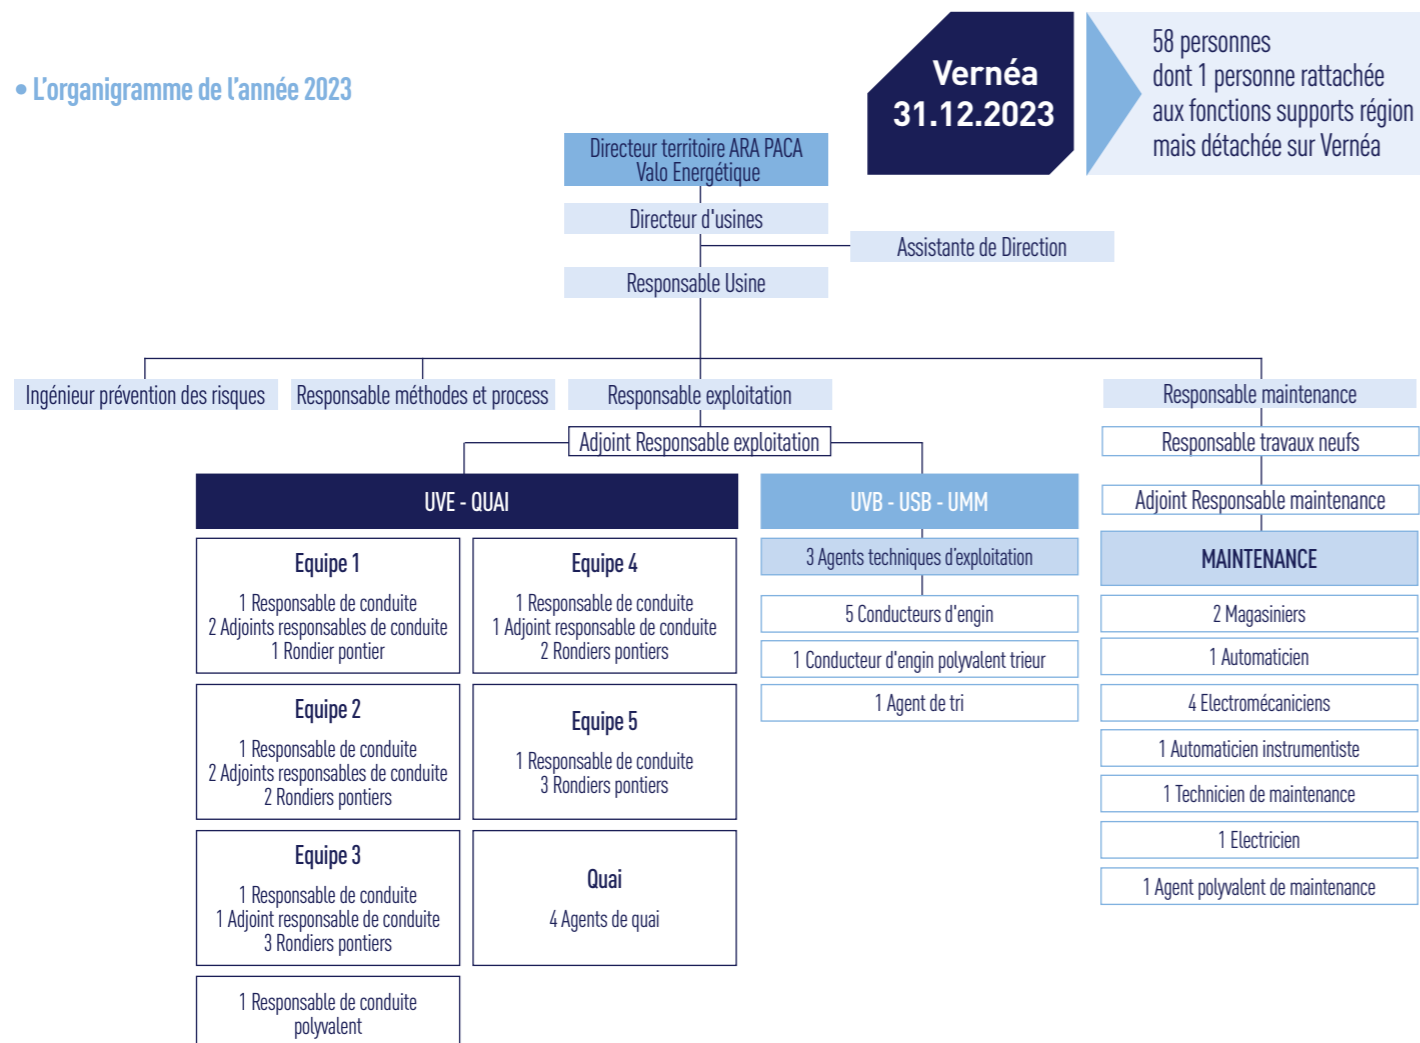 • L'organigramme de l'année 2023
Vernéa
31.12.2023
58 personnes
dont 1 personne rattachée
aux fonctions supports région
mais détachée sur Vernéa
Directeur territoire ARA PACA
Valo Energétique
Directeur d'usines
Assistante de Direction
Responsable Usine
Ingénieur prévention des risques
Responsable méthodes et process
Responsable exploitation
Responsable maintenance
Adjoint Responsable exploitation
Responsable travaux neufs
Adjoint Responsable maintenance
UVE - QUAI
Equipe 1
1 Responsable de conduite
2 Adjoints responsables de conduite
1 Rondier pontier
Equipe 2
1 Responsable de conduite
2 Adjoints responsables de conduite
2 Rondiers pontiers
Equipe 3
1 Responsable de conduite
1 Adjoint responsable de conduite
3 Rondiers pontiers
1 Responsable de conduite
polyvalent
Equipe 4
1 Responsable de conduite
1 Adjoint responsable de conduite
2 Rondiers pontiers
Equipe 5
1 Responsable de conduite
3 Rondiers pontiers
Quai
4 Agents de quai
UVB - USB - UMM
3 Agents techniques d'exploitation
5 Conducteurs d'engin
1 Conducteur d'engin polyvalent trieur
1 Agent de tri
MAINTENANCE
2 Magasiniers
1 Automaticien
4 Electromécaniciens
1 Automaticien instrumentiste
1 Technicien de maintenance
1 Electricien
1 Agent polyvalent de maintenance